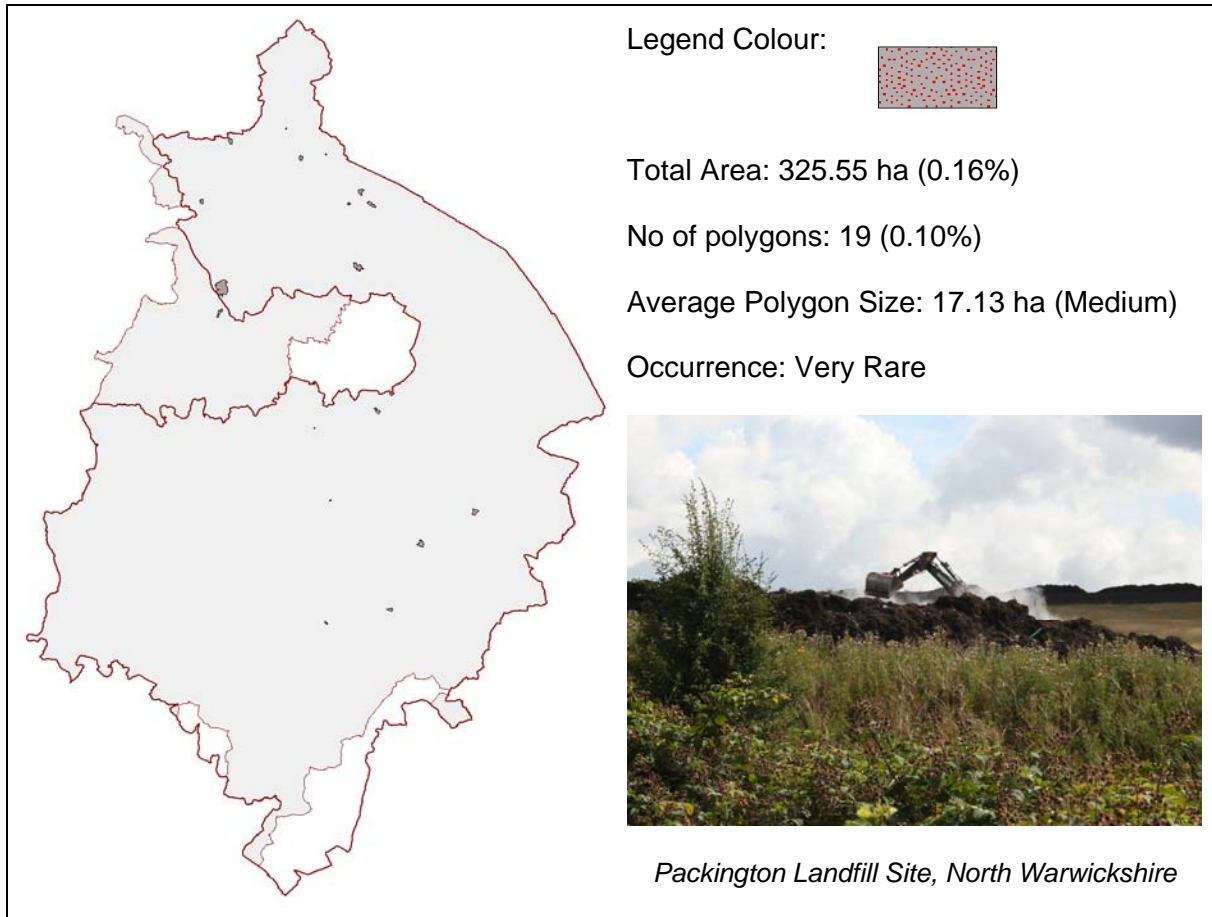 Legend Colour:
Total Area: 325.55 ha (0.16%)
No of polygons: 19 (0.10%)
Average Polygon Size: 17.13 ha (Medium)
Occurrence: Very Rare
Packington Landfill Site, North Warwickshire